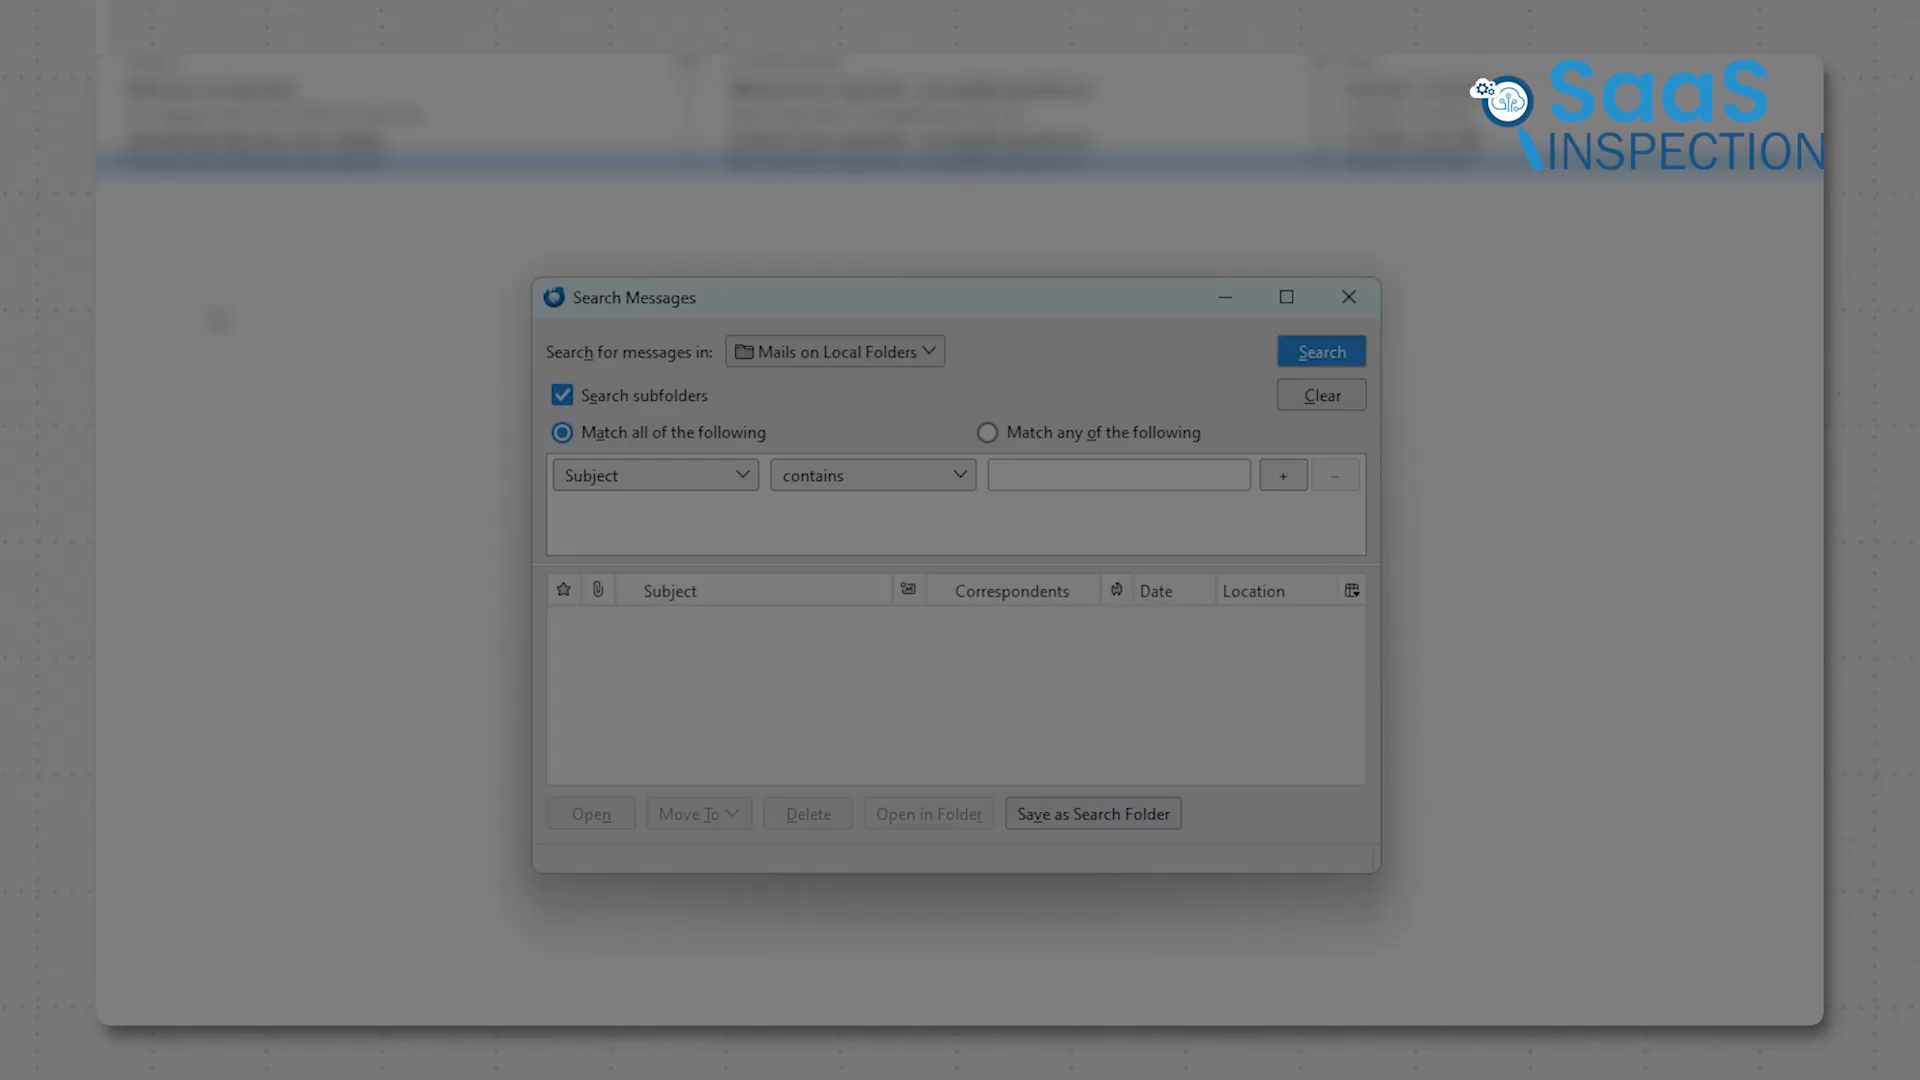 SaaS
INSPECTION
Search Messages
Search for messages in: Mails on Local Folders Search
Search subfolders Clear
Match all of the following Match any of the following
Subject contains + -
Subject Correspondents Date Location
Open Move To Delete Open in Folder Save as Search Folder